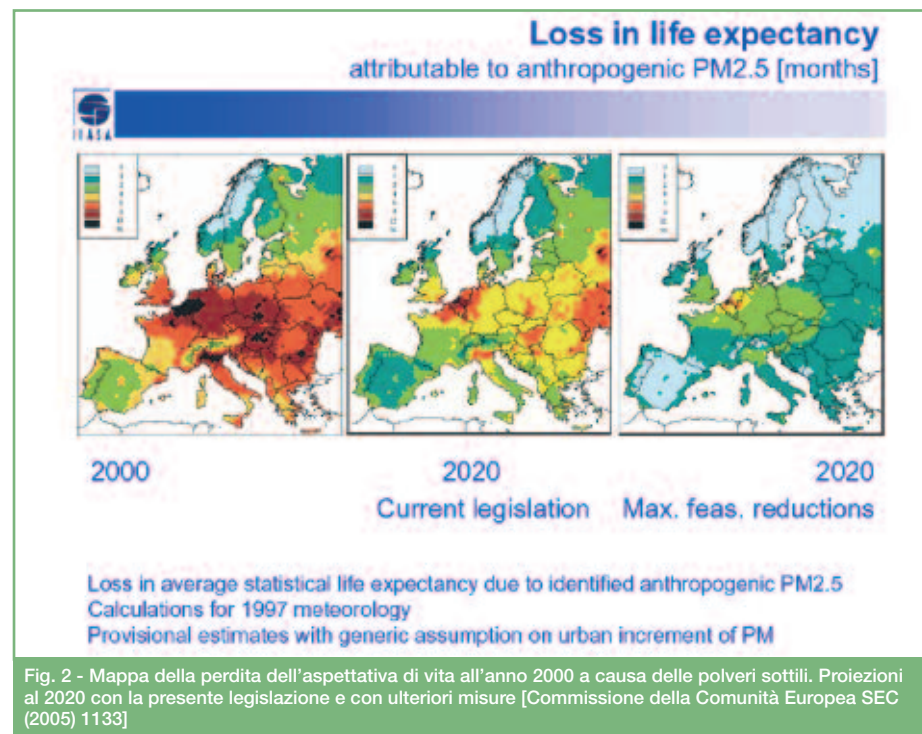 Loss in life expectancy
attributable to anthropogenic PM2.5 [months]
IIASA
2000
2020
2020
Current legislation
Max. feas. reductions
Loss in average statistical life expectancy due to identified anthropogenic PM2.5
Calculations for 1997 meteorology
Provisional estimates with generic assumption on urban increment of PM
Fig. 2 - Mappa della perdita dell'aspettativa di vita all'anno 2000 a causa delle polveri sottili. Proiezioni
al 2020 con la presente legislazione e con ulteriori misure [Commissione della Comunità Europea SEC
(2005) 1133]